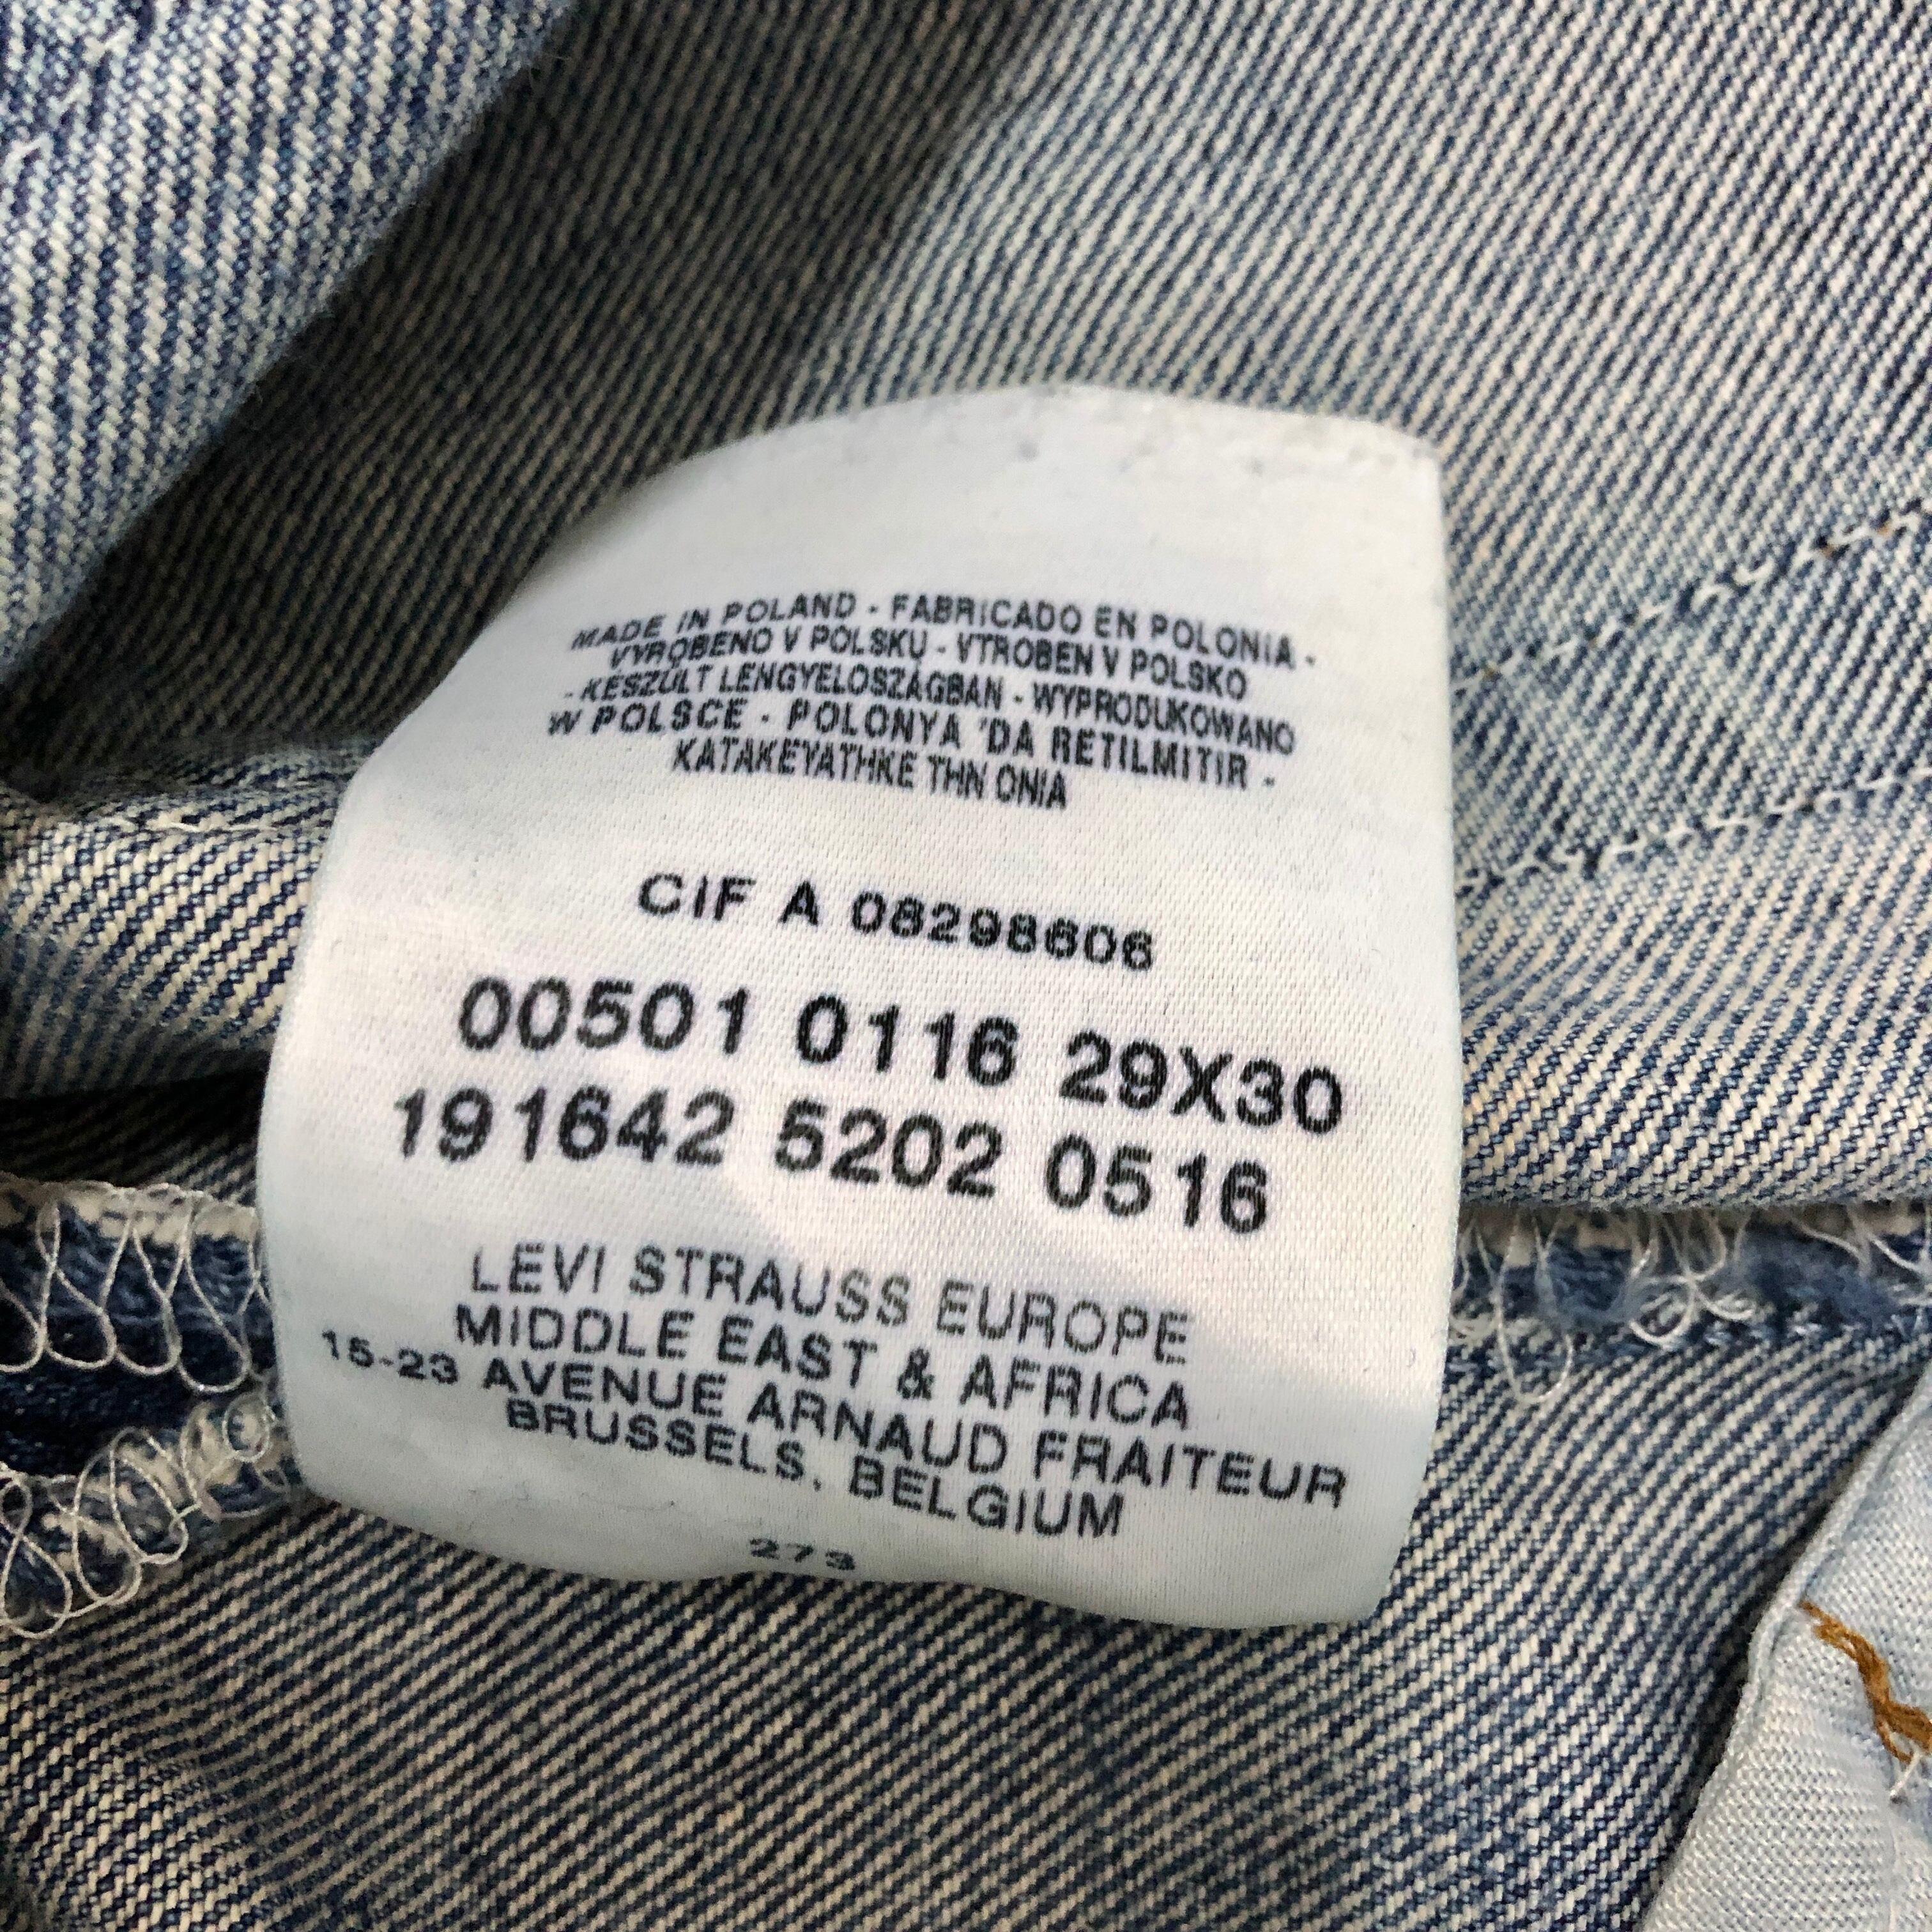 MADE IN POLAND - FABRICADO EN POLONIA -
VYROBENO V POLSKU - VTROBEN V POLSKO
- KESZULT LENGYELOSZAGBAN - WYPRODUKOWANO
W POLSCE - POLONYA 'DA RETILMITIR -
KATAKEYATHKE THN ONIA
CIF A 08298606
00501 0116 29X30
191642 5202 0516
LEVI STRAUSS EUROPE
MIDDLE EAST & AFRICA
15-23 AVENUE ARNAUD FRAITEUR
BRUSSELS, BELGIUM
273